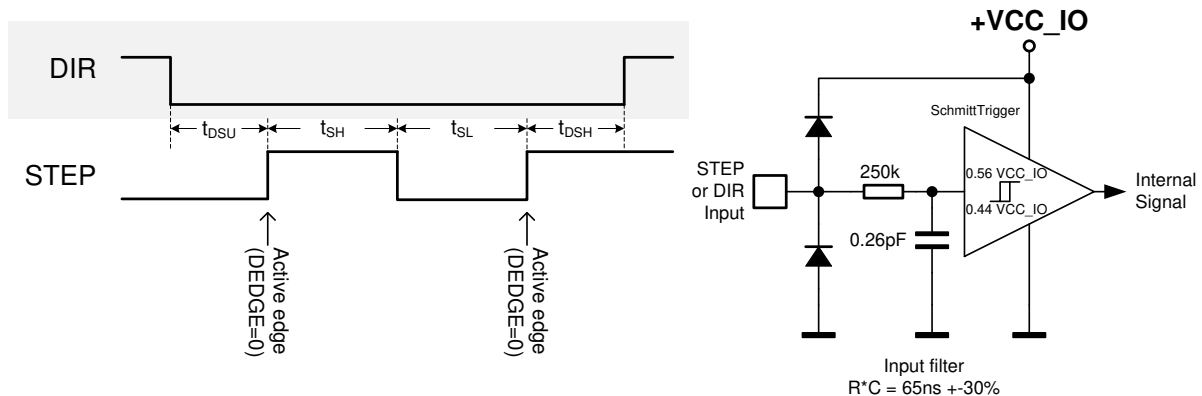 DIR
tDSU
tSH
tSL
tDSH
STEP
Active edge
(DEDGE=0)
Active edge
(DEDGE=0)
+VCC_IO
SchmittTrigger
STEP
or DIR
Input
250k
0.26pF
0.56 VCC_IO
0.44 VCC_IO
Internal
Signal
Input filter
R*C = 65ns +-30%